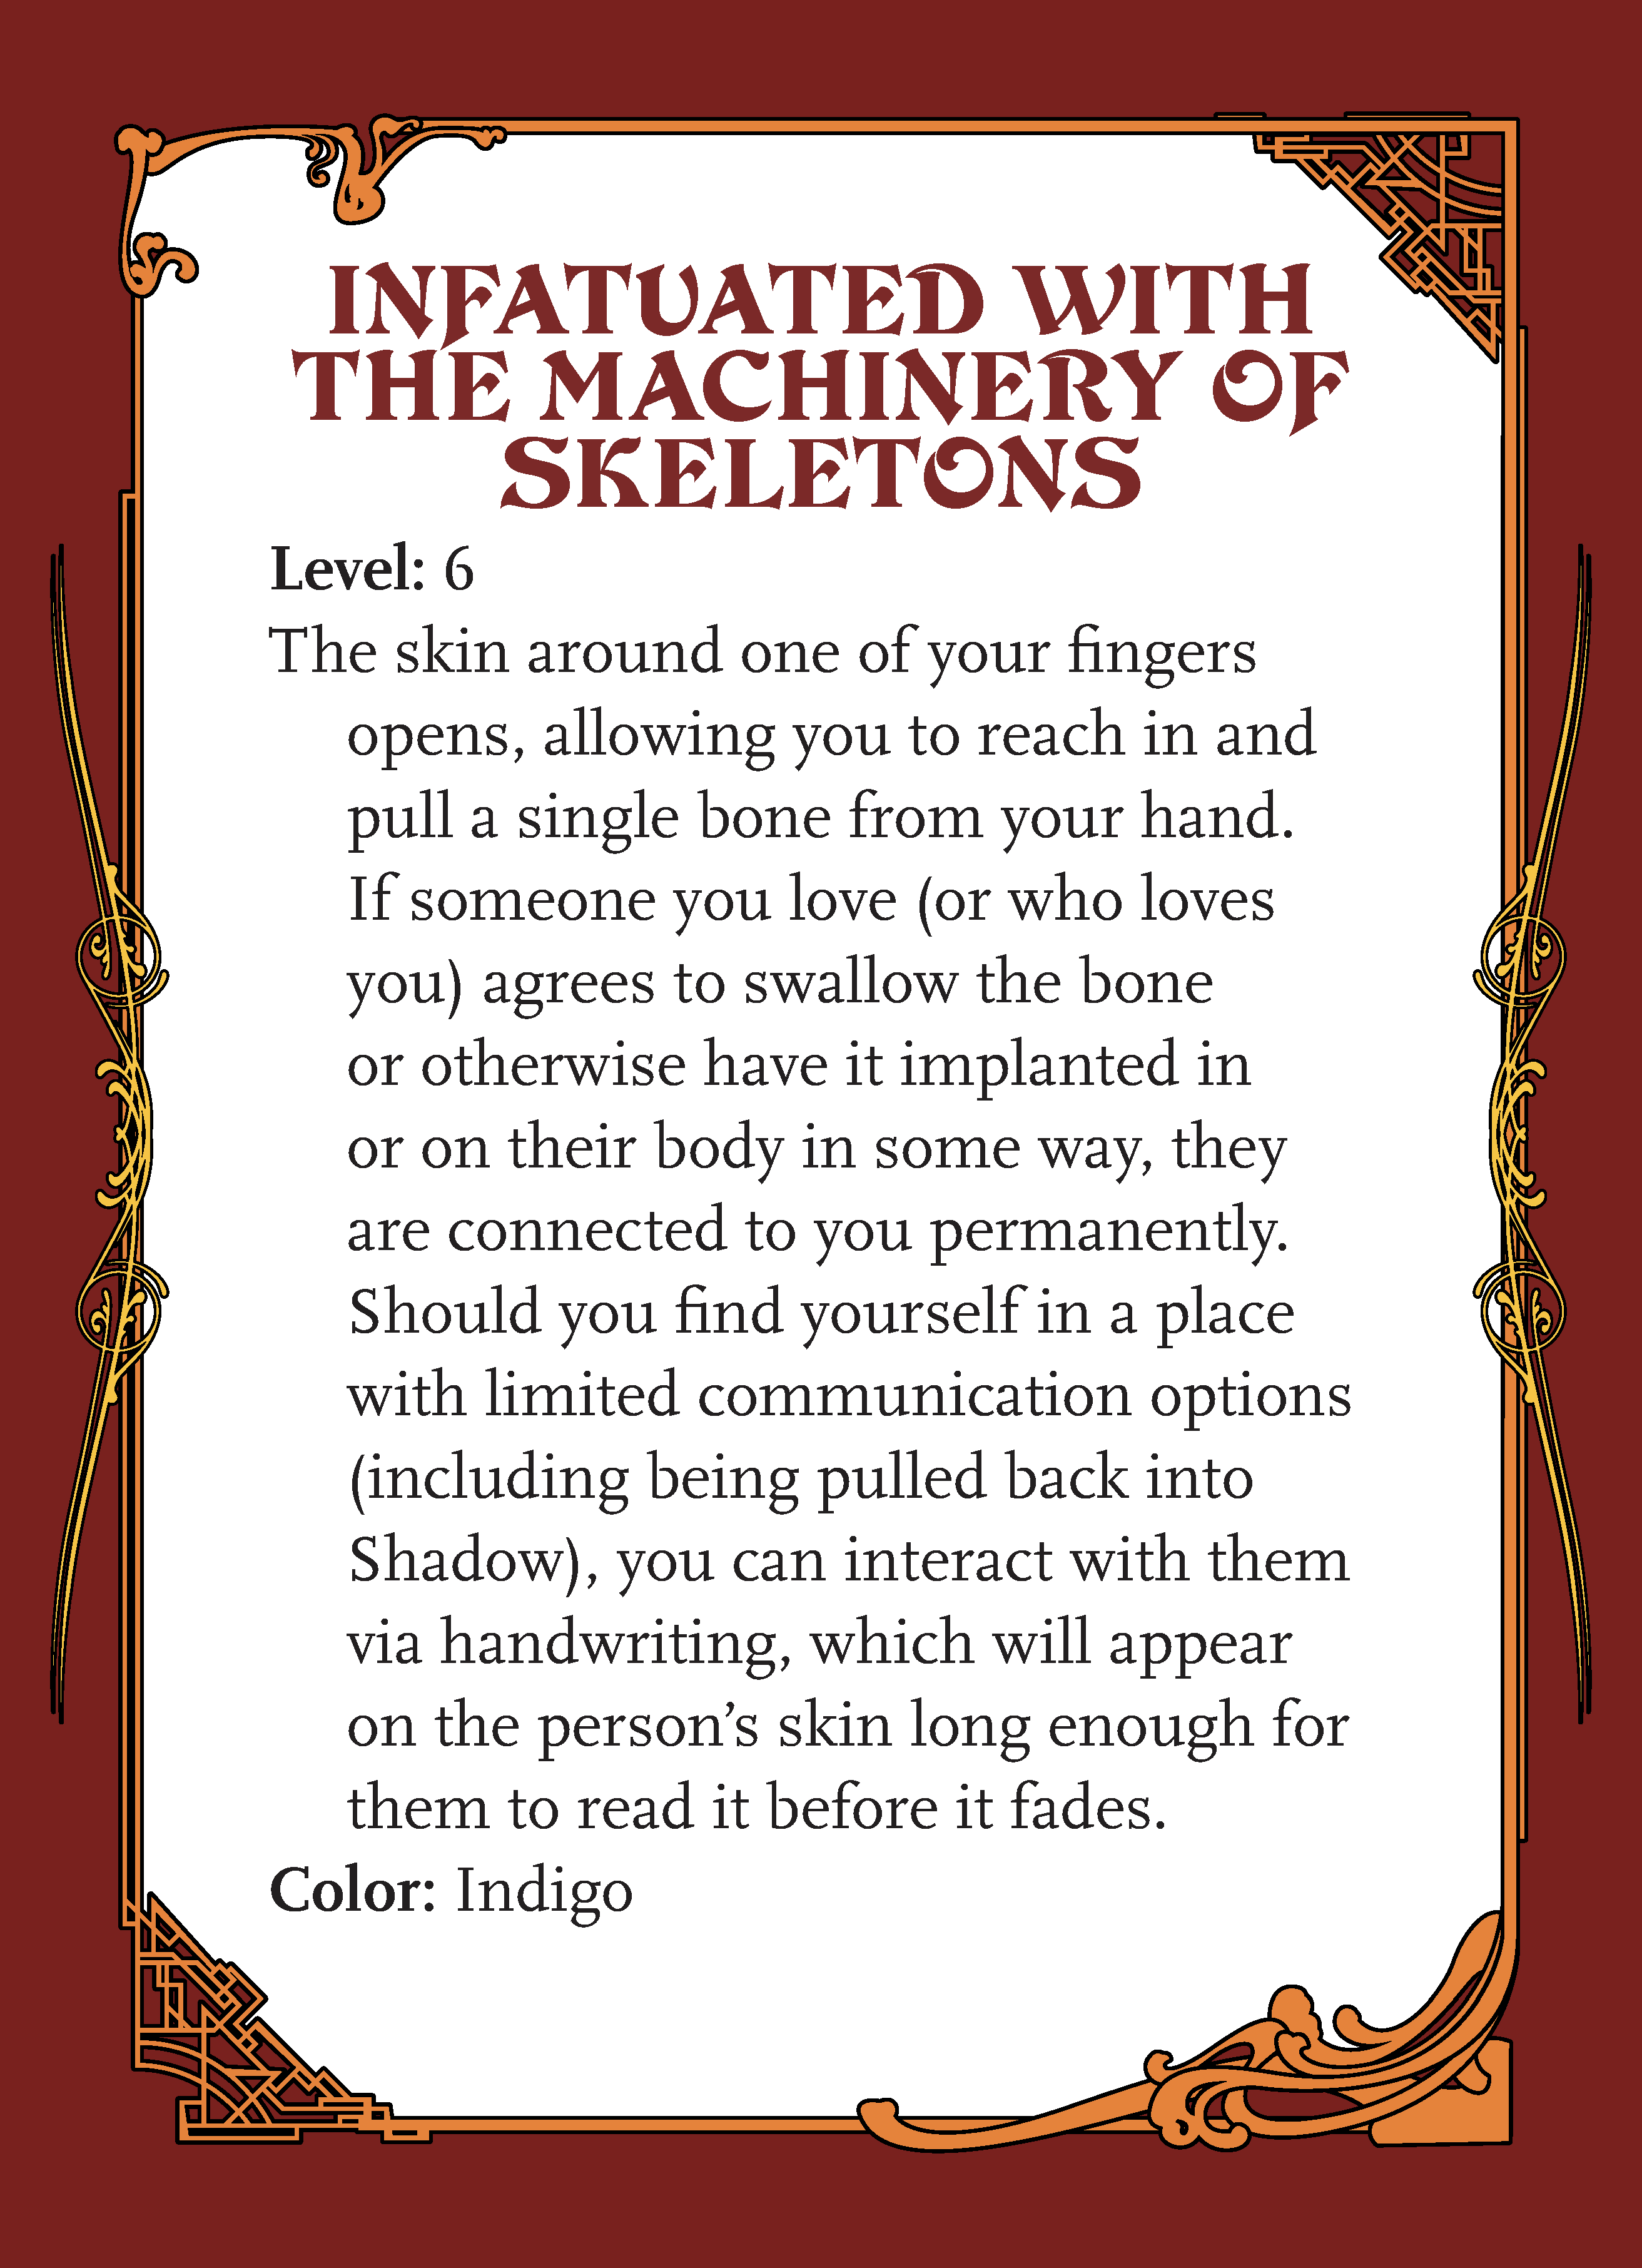 INFATUATED WITH
THE MACHINERY OF
SKELETONS
Level: 6
The skin around one of your fingers
opens, allowing you to reach in and
pull a single bone from your hand.
If someone you love (or who loves
you) agrees to swallow the bone
or otherwise have it implanted in
or on their body in some way, they
are connected to you permanently.
Should you find yourself in a place
with limited communication options
(including being pulled back into
Shadow), you can interact with them
via handwriting, which will appear
on the person’s skin long enough for
them to read it before it fades.
Color: Indigo